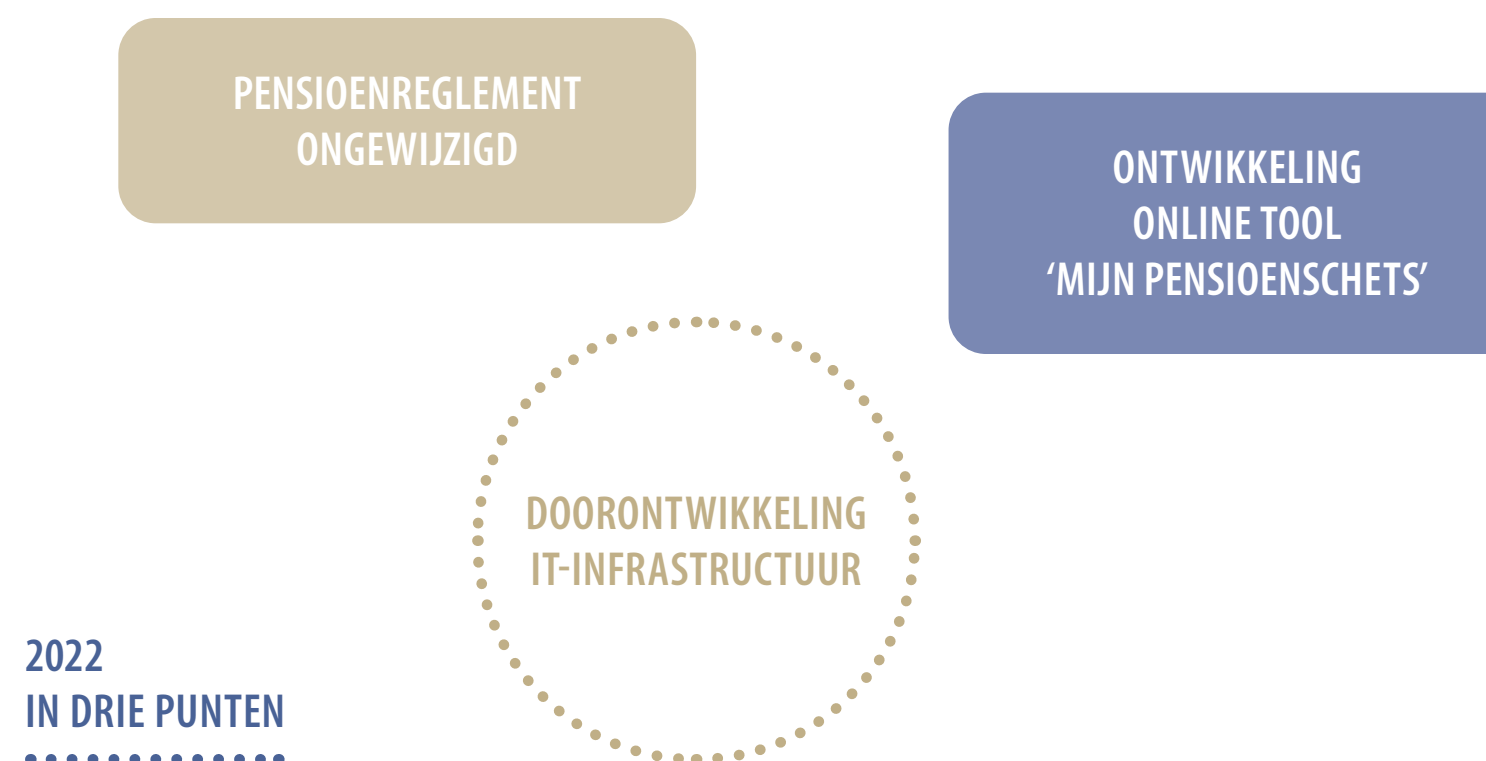 PENSIOENREGLEMENT
ONGEWIJZIGD
ONTWIKKELING
ONLINE TOOL
‘MIJN PENSIOENSCHETS’
DOORONTWIKKELING
IT-INFRASTRUCTUUR
2022
IN DRIE PUNTEN